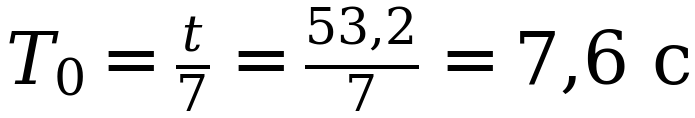 T₀ = t/7 = 53,2/7 = 7,6 с